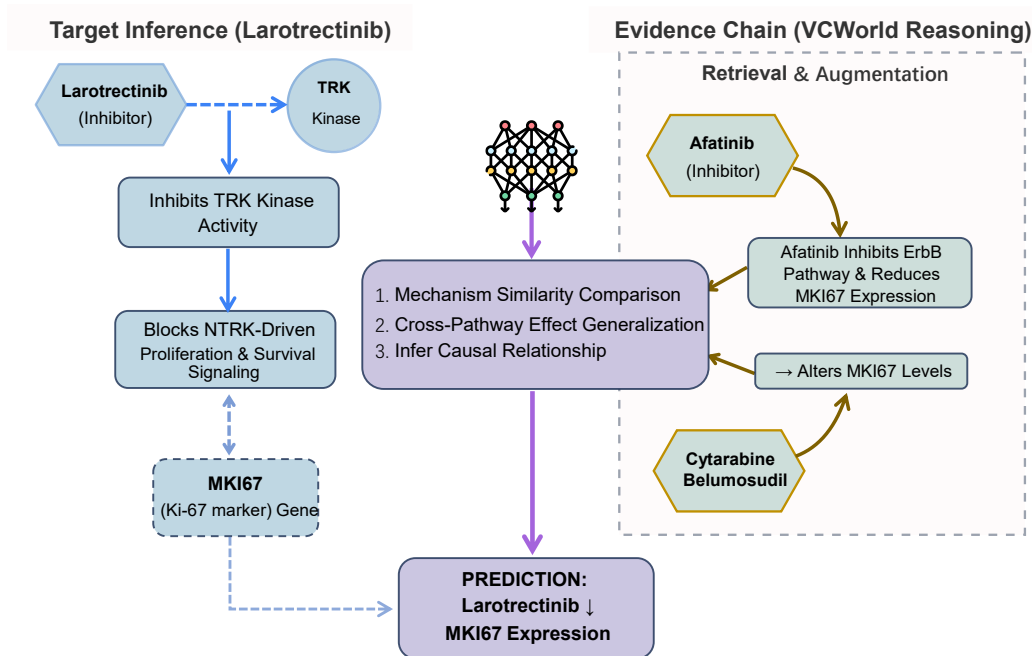 Target Inference (Larotrectinib)
Larotrectinib
(Inhibitor)
TRK
Kinase
Inhibits TRK Kinase
Activity
Blocks NTRK-Driven
Proliferation & Survival
Signaling
MKI67
(Ki-67 marker) Gene
1. Mechanism Similarity Comparison
2. Cross-Pathway Effect Generalization
3. Infer Causal Relationship
PREDICTION:
Larotrectinib ↓
MKI67 Expression
Evidence Chain (VCWorld Reasoning)
Retrieval & Augmentation
Afatinib
(Inhibitor)
Afatinib Inhibits ErbB
Pathway & Reduces
MKI67 Expression
→ Alters MKI67 Levels
Cytarabine
Belumosudil